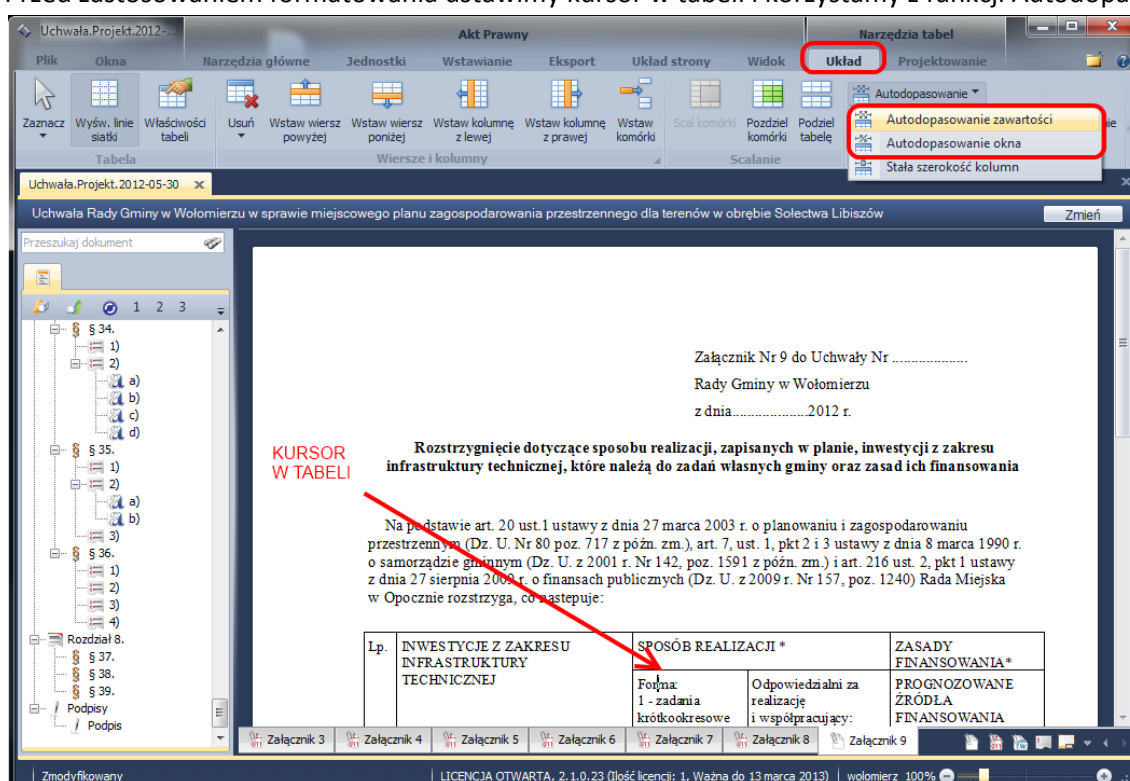 Przed zastosowaniem formatowania ustawimy kursor w tabeli i korzystamy z funkcji Autodopa
Uchwała.Projekt.2012-...
Akt Prawny
Narzędzia tabel
Plik Okna Narzędzia główne Jednostki Wstawianie Eksport Układ strony Widok Układ Projektowanie
Zaznacz
Wyśw. linie siatki
Właściwości tabeli
Usuń
Wstaw wiersz powyżej
Wstaw wiersz poniżej
Wstaw kolumnę z lewej
Wstaw kolumnę z prawej
Wstaw komórki
Scal komórki
Podziel komórki
Podziel tabelę
Autodopasowanie
Autodopasowanie zawartości
Autodopasowanie okna
Stała szerokość kolumn
ie
Tabela
Wiersze i kolumny
Scalanie
Uchwała.Projekt.2012-05-30 x
Uchwała Rady Gminy w Wołomierzu w sprawie miejscowego planu zagospodarowania przestrzennego dla terenów w obrębie Sołectwa Libiszów
Zmień
Przeszukaj dokument
1 2 3
§ 34.
1)
2)
a)
b)
c)
d)
§ 35.
1)
2)
a)
b)
3)
§ 36.
1)
2)
3)
4)
Rozdział 8.
§ 37.
§ 38.
§ 39.
Podpisy
Podpis
Załącznik Nr 9 do Uchwały Nr ....................
Rady Gminy w Wołomierzu
z dnia....................2012 r.
KURSOR
W TABELI
Rozstrzygnięcie dotyczące sposobu realizacji, zapisanych w planie, inwestycji z zakresu
infrastruktury technicznej, które należą do zadań własnych gminy oraz zasad ich finansowania
Na podstawie art. 20 ust.1 ustawy z dnia 27 marca 2003 r. o planowaniu i zagospodarowaniu
przestrzennym (Dz. U. Nr 80 poz. 717 z późn. zm.), art. 7, ust. 1, pkt 2 i 3 ustawy z dnia 8 marca 1990 r.
o samorządzie gminnym (Dz. U. z 2001 r. Nr 142, poz. 1591 z późn. zm.) i art. 216 ust. 2, pkt 1 ustawy
z dnia 27 sierpnia 2009 r. o finansach publicznych (Dz. U. z 2009 r. Nr 157, poz. 1240) Rada Miejska
w Opocznie rozstrzyga, co następuje:
Lp.
INWESTYCJE Z ZAKRESU
INFRASTRUKTURY
TECHNICZNEJ
SPOSÓB REALIZACJI *
ZASADY
FINANSOWANIA*
Forma:
1 - zadania
krótkookresowe
Odpowiedzialni za
realizację
i współpracujący:
PROGNOZOWANE
ŹRÓDŁA
FINANSOWANIA
Załącznik 3 Załącznik 4 Załącznik 5 Załącznik 6 Załącznik 7 Załącznik 8 Załącznik 9
Zmodyfikowany
LICENCJA OTWARTA, 2.1.0.23 (Ilość licencji: 1, Ważna do 13 marca 2013) wolomierz 100%